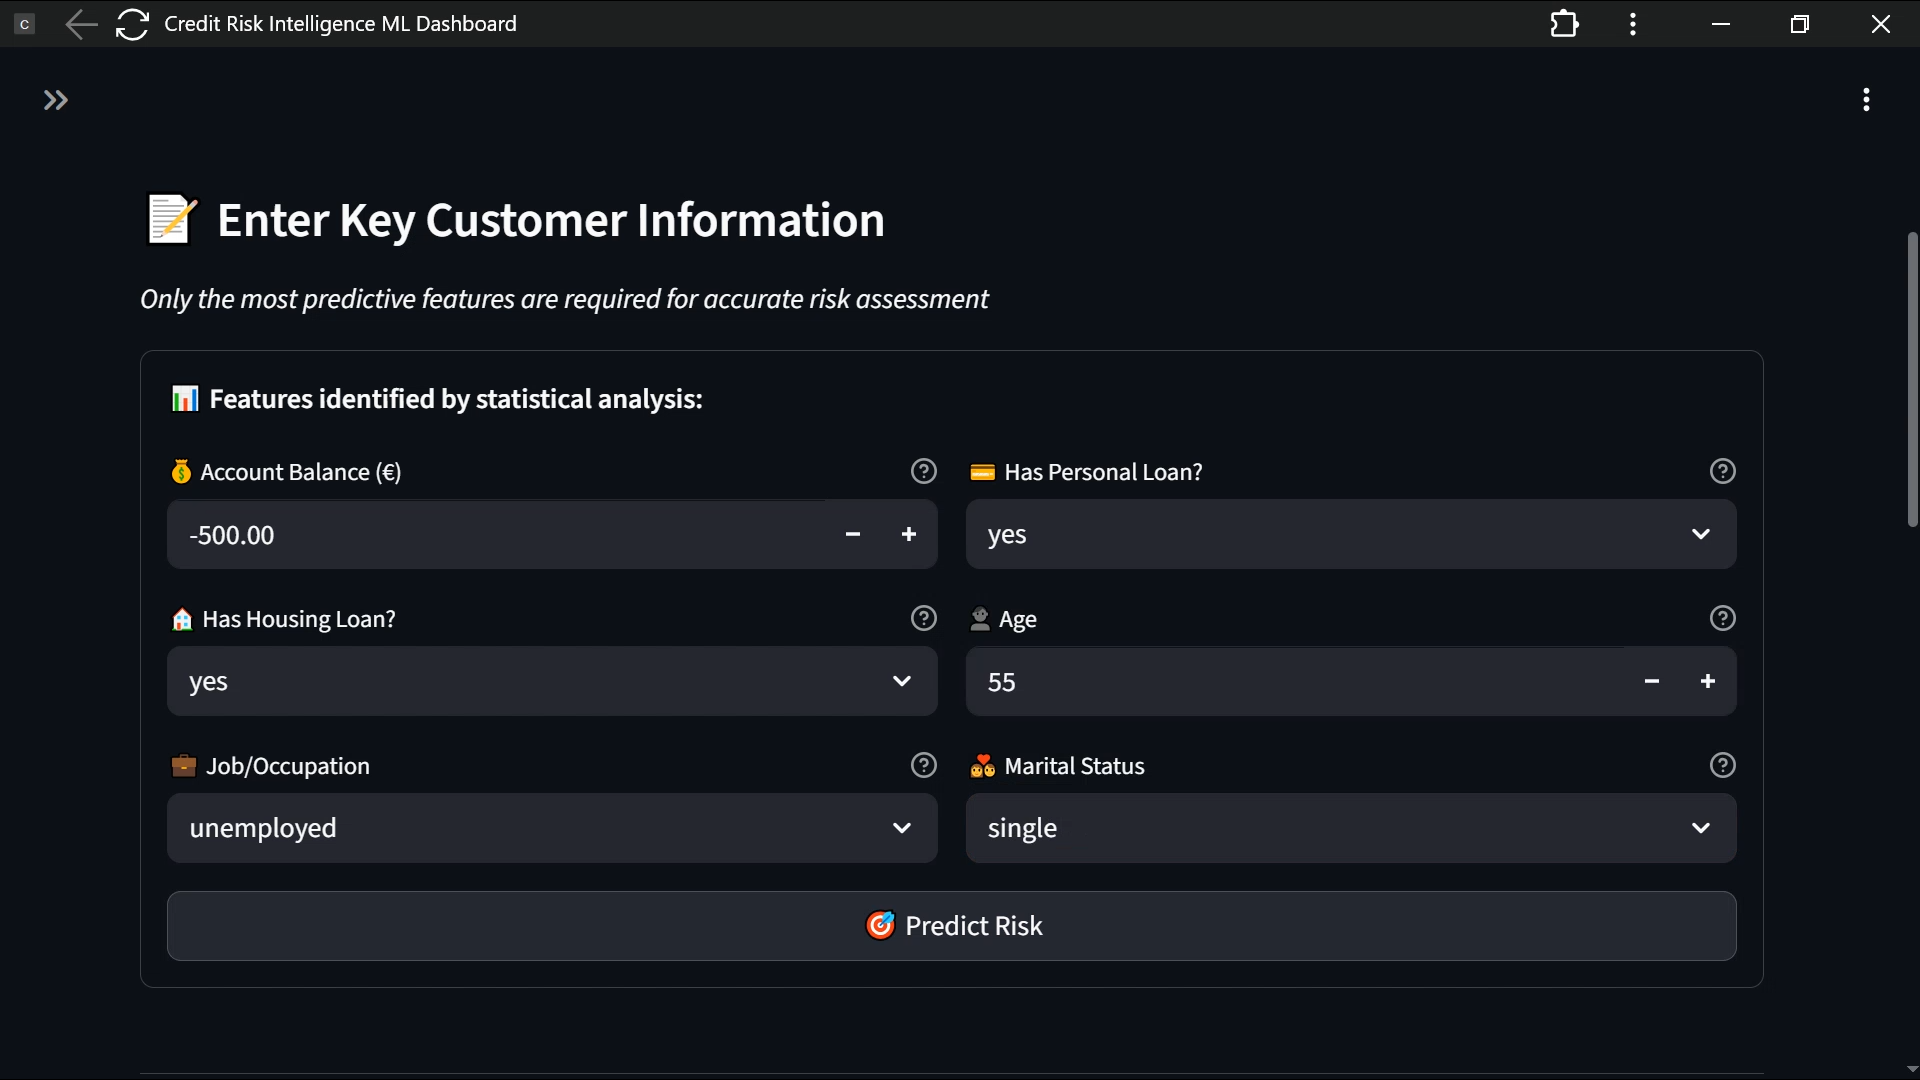 C
Credit Risk Intelligence ML Dashboard
Enter Key Customer Information
Only the most predictive features are required for accurate risk assessment
Features identified by statistical analysis:
Account Balance (€)
Has Personal Loan?
-500.00
yes
Has Housing Loan?
Age
yes
55
Job/Occupation
Marital Status
unemployed
single
Predict Risk